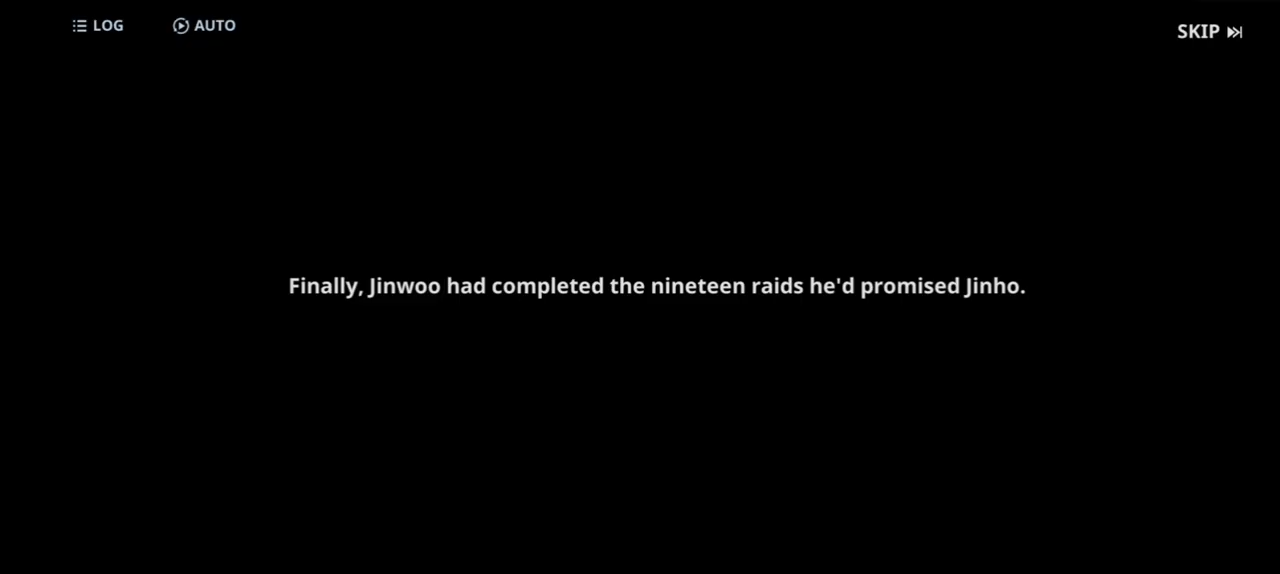 LOG
AUTO
SKIP
Finally, Jinwoo had completed the nineteen raids he'd promised Jinho.